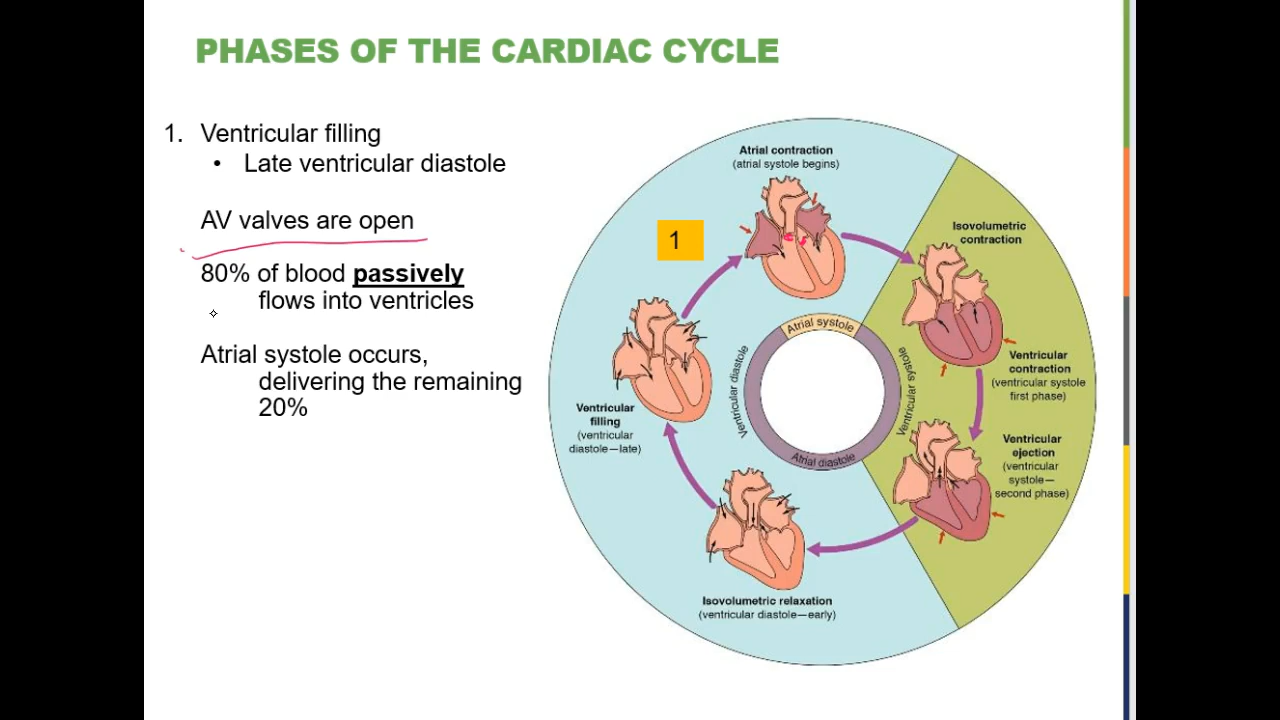 PHASES OF THE CARDIAC CYCLE
1. Ventricular filling
• Late ventricular diastole
AV valves are open
80% of blood passively
flows into ventricles
Atrial systole occurs,
delivering the remaining
20%
1
Atrial contraction
(atrial systole begins)
Isovolumetric
contraction
Ventricular
contraction
(ventricular systole
first phase)
Ventricular
ejection
(ventricular
systole—
second phase)
Isovolumetric relaxation
(ventricular diastole—early)
Ventricular
filling
(ventricular
diastole—late)
Atrial systole
Ventricular systole
Atrial diastole
Ventricular diastole